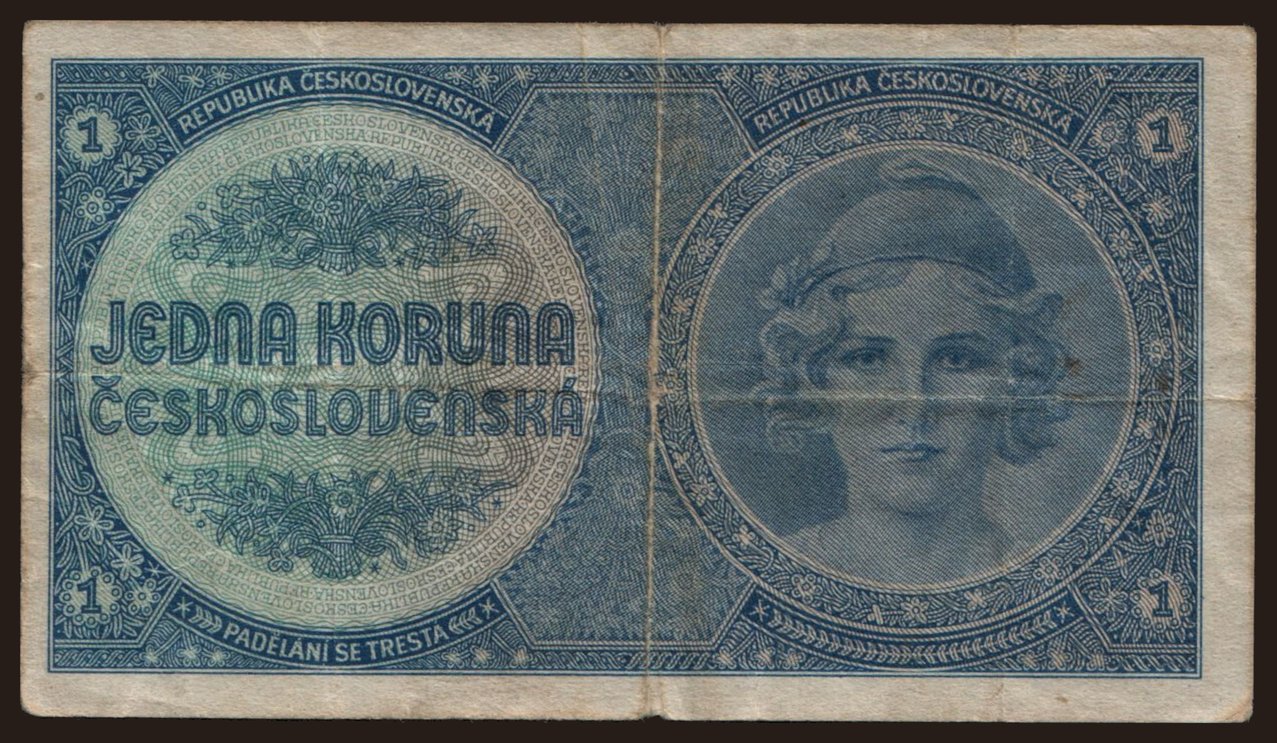 REPUBLIKA ČESKOSLOVENSKÁ
REPUBLIKA ČESKOSLOVENSKÁ
1
1
JEDNA KORUNA
ČESKOSLOVENSKÁ
1
1
PADĚLÁNÍ SE TRESTÁ